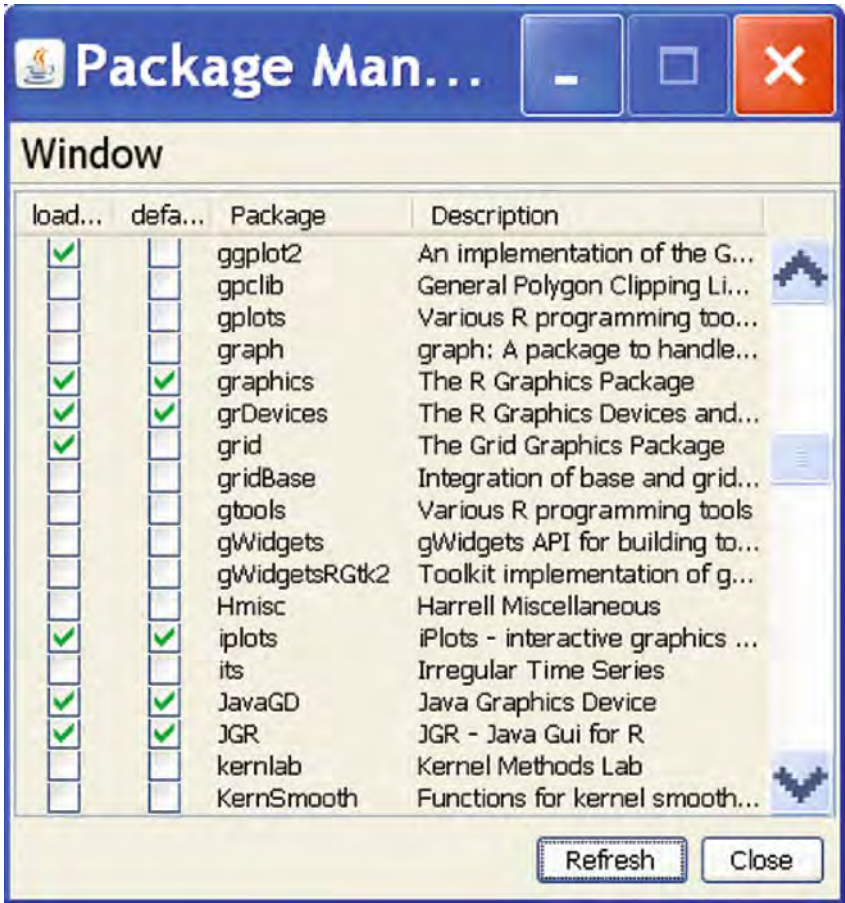 Package Man...
Window
load... defa... Package Description
ggplot2 An implementation of the G...
gpclib General Polygon Clipping Li...
gplots Various R programming too...
graph graph: A package to handle...
graphics The R Graphics Package
grDevices The R Graphics Devices and...
grid The Grid Graphics Package
gridBase Integration of base and grid...
gtools Various R programming tools
gWidgets gWidgets API for building to...
gWidgetsRGtk2 Toolkit implementation of g...
Hmisc Harrell Miscellaneous
iplots iPlots - interactive graphics ...
its Irregular Time Series
JavaGD Java Graphics Device
JGR JGR - Java Gui for R
kernlab Kernel Methods Lab
KernSmooth Functions for kernel smooth...
Refresh Close